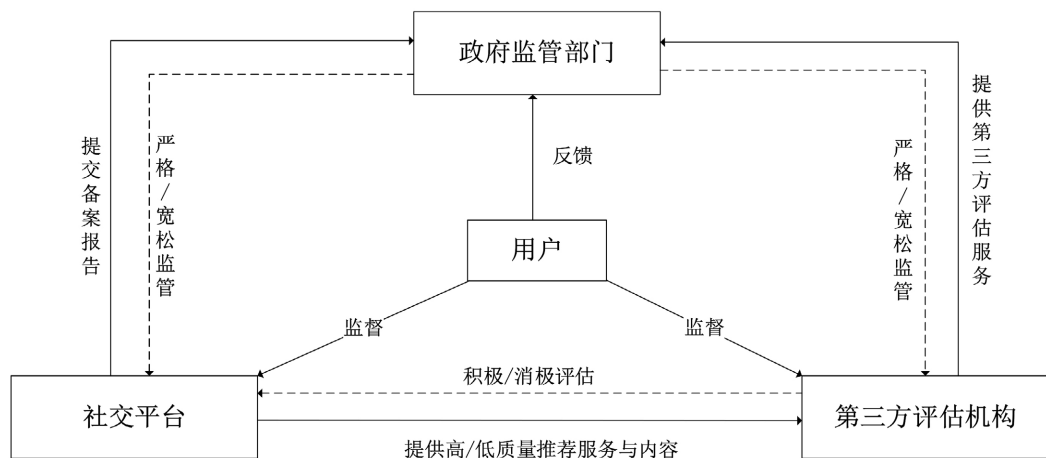 政府监管部门
提交备案报告
严格/宽松监管
反馈
严格/宽松监管
提供第三方评估服务
用户
监督
监督
积极/消极评估
社交平台
第三方评估机构
提供高/低质量推荐服务与内容